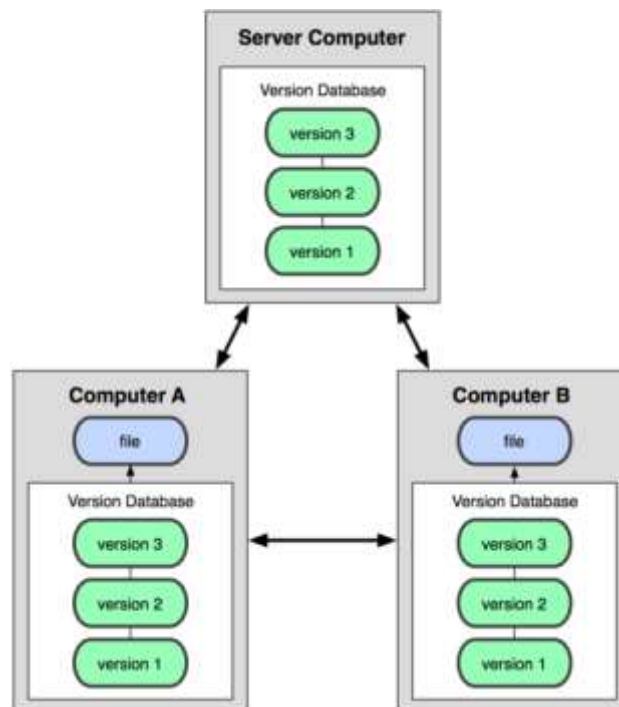 Server Computer
Version Database
version 3
version 2
version 1
Computer A
file
Version Database
version 3
version 2
version 1
Computer B
file
Version Database
version 3
version 2
version 1